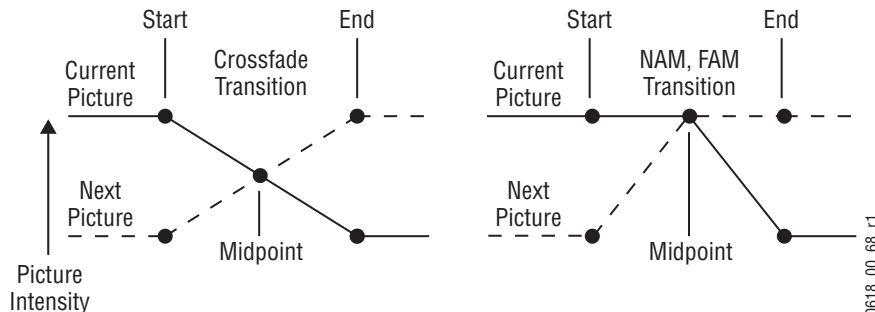 Start
End
Crossfade
Transition
Current
Picture
Next
Picture
Midpoint
Picture
Intensity
Start
End
NAM, FAM
Transition
Current
Picture
Next
Picture
Midpoint
0618_00_68_r1